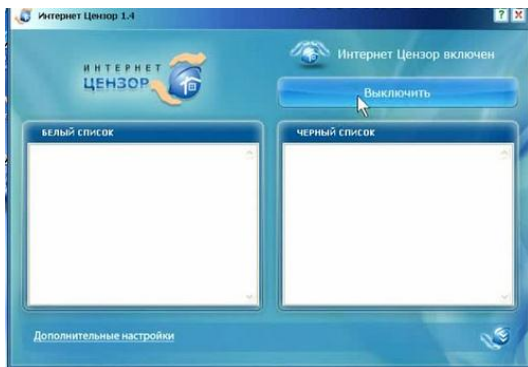 Интернет Цензор 1.4
ИНТЕРНЕТ
ЦЕНЗОР
Интернет Цензор включен
Выключить
БЕЛЫЙ СПИСОК
ЧЕРНЫЙ СПИСОК
Дополнительные настройки